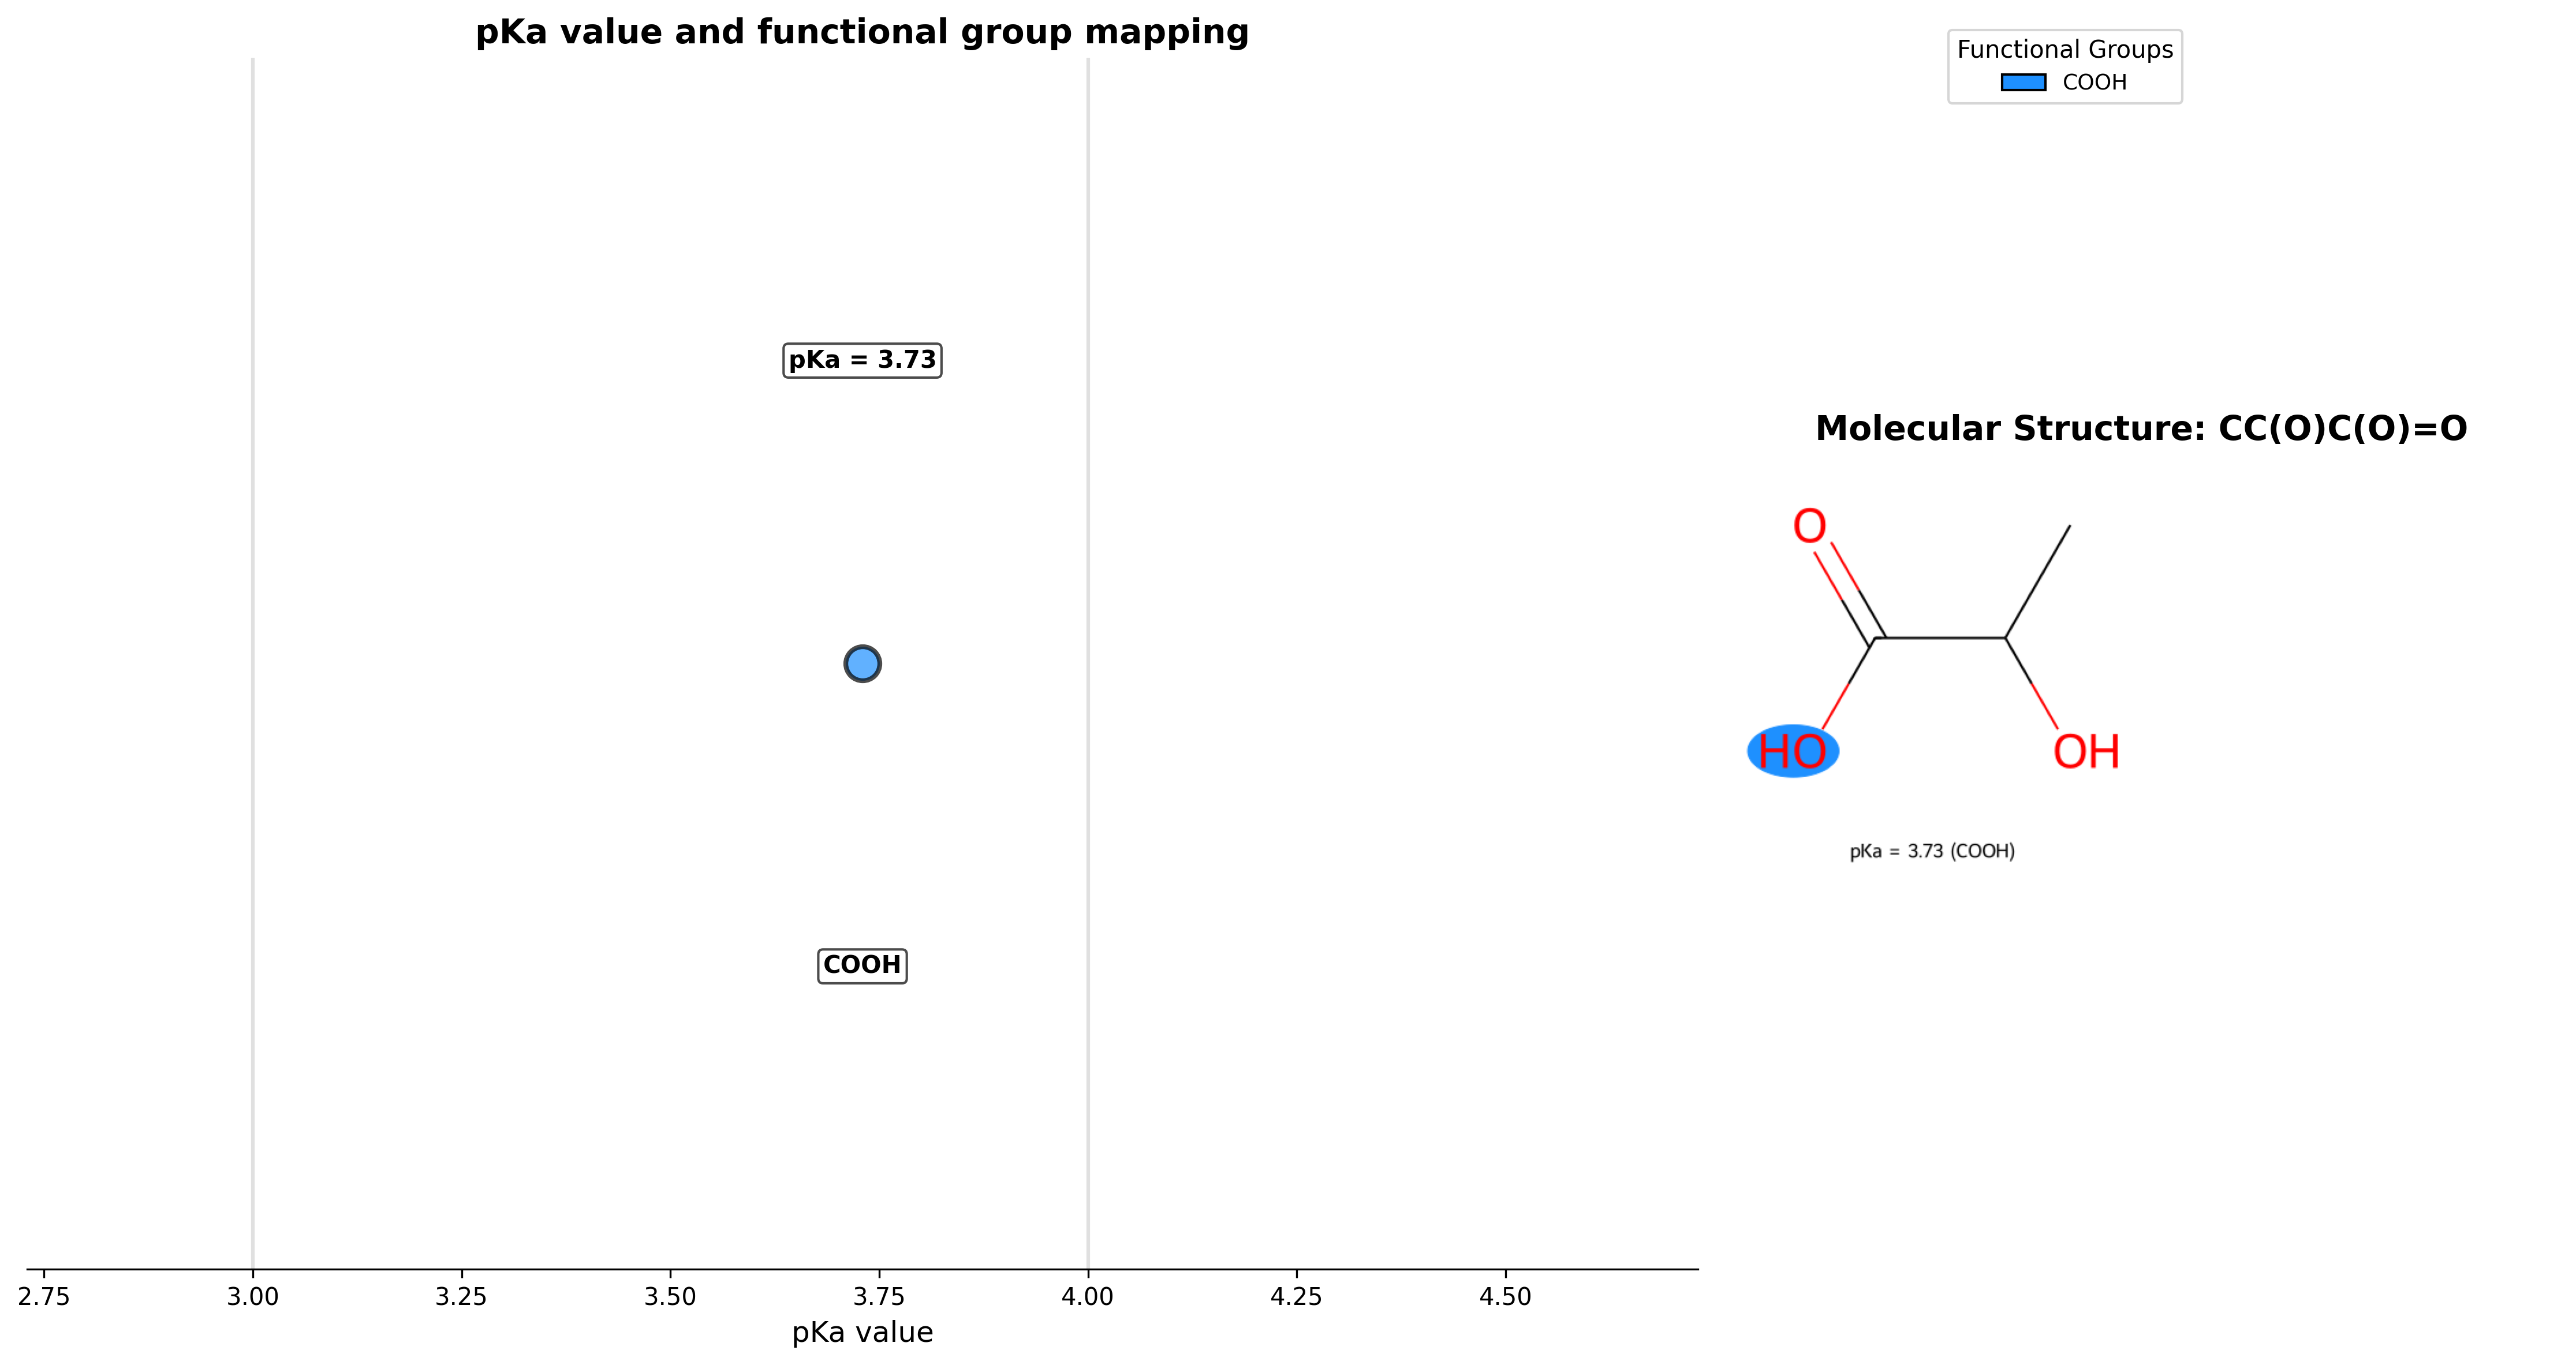 pKa value and functional group mapping
pKa = 3.73
COOH
2.75 3.00 3.25 3.50 3.75 4.00 4.25 4.50
pKa value
Functional Groups
COOH
Molecular Structure: CC(O)C(O)=O
O
HO OH
pKa = 3.73 (COOH)